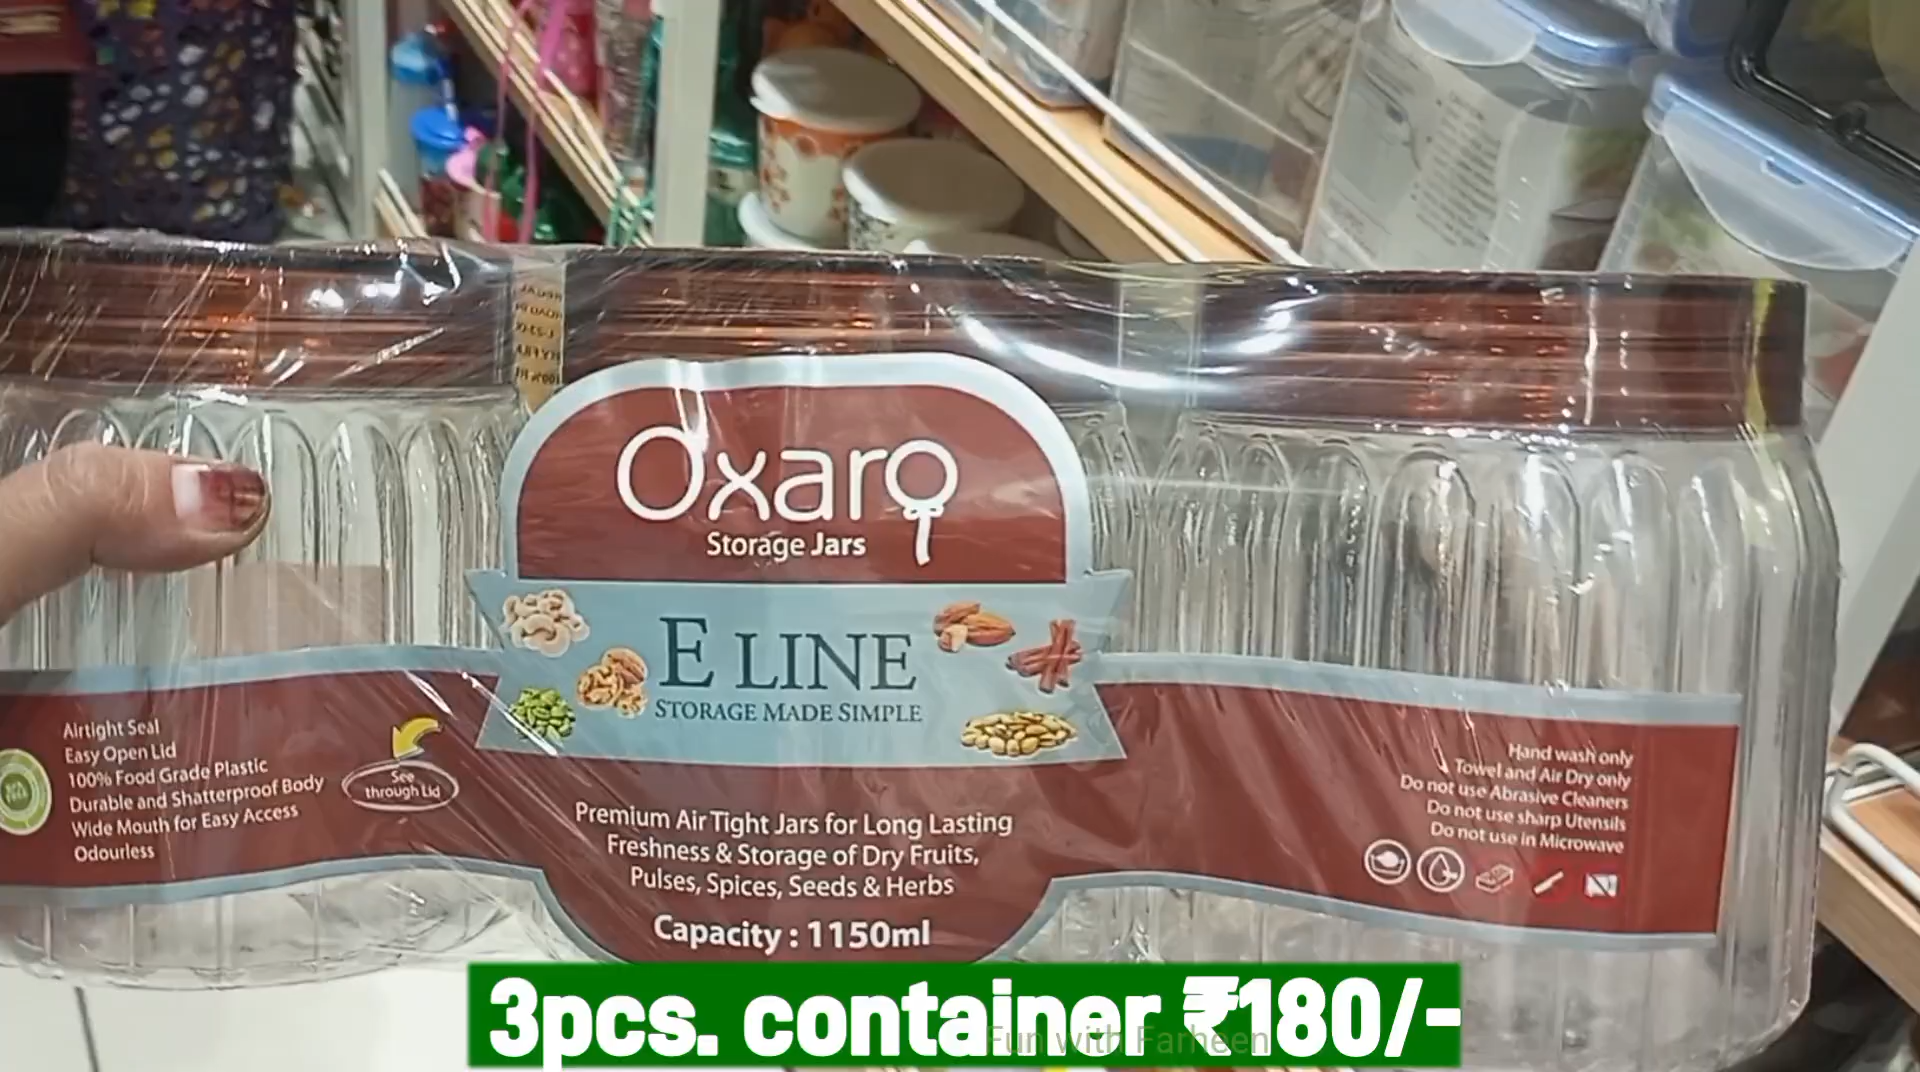 Oxarq
Storage Jars
E LINE
STORAGE MADE SIMPLE
Airtight Seal
Easy Open Lid
100% Food Grade Plastic
Durable and Shatterproof Body
Wide Mouth for Easy Access
Odourless
See
through Lid
Premium Air Tight Jars for Long Lasting
Freshness & Storage of Dry Fruits,
Pulses, Spices, Seeds & Herbs
Capacity : 1150ml
Hand wash only
Towel and Air Dry only
Do not use Abrasive Cleaners
Do not use sharp Utensils
Do not use in Microwave
3pcs. container ₹180/-
Fun with Farheen